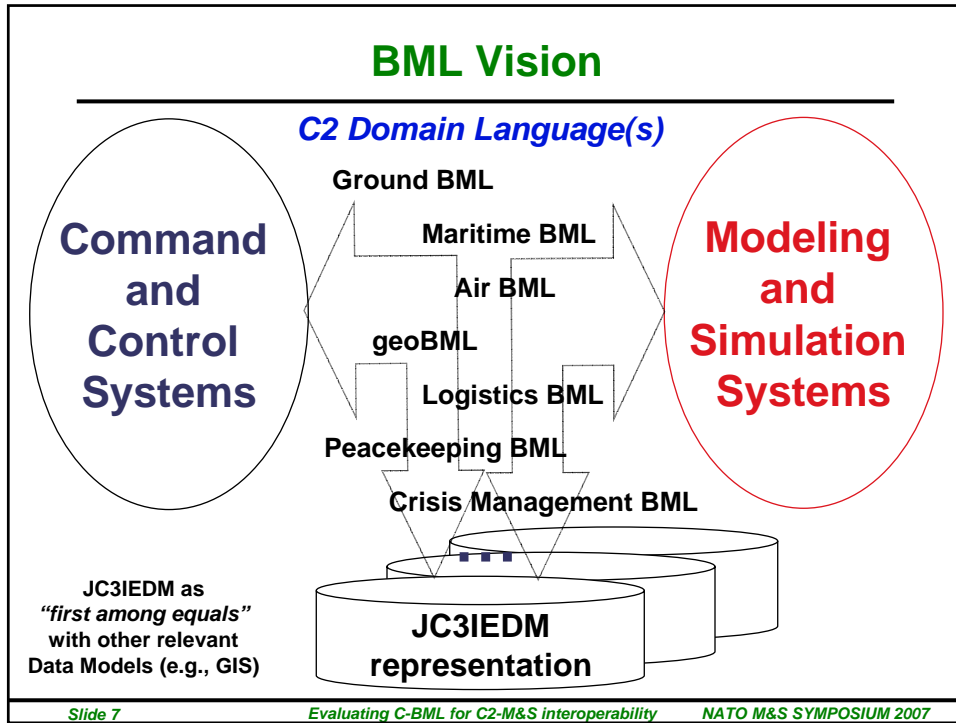 BML Vision
C2 Domain Language(s)
Ground BML
Maritime BML
Air BML
geoBML
Logistics BML
Peacekeeping BML
Crisis Management BML
Command
and
Control
Systems
Modeling
and
Simulation
Systems
...
JC3IEDM
representation
JC3IEDM as
"first among equals"
with other relevant
Data Models (e.g., GIS)
Slide 7
Evaluating C-BML for C2-M&S interoperability
NATO M&S SYMPOSIUM 2007